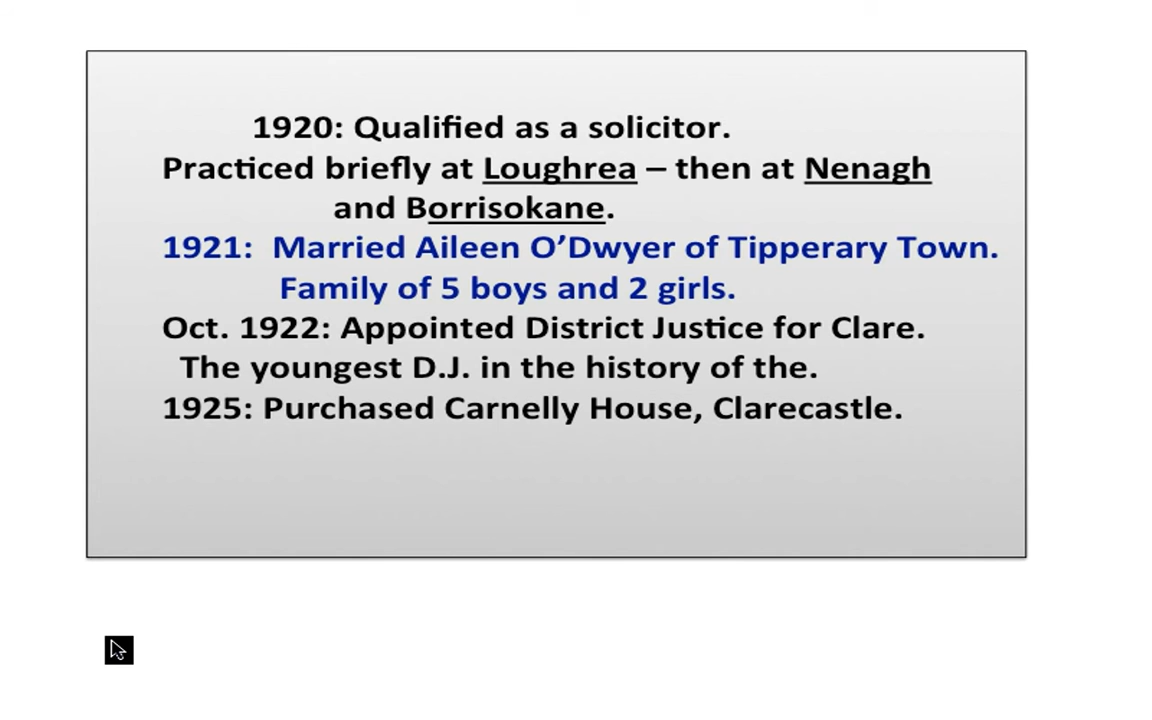 1920: Qualified as a solicitor.
Practiced briefly at Loughrea – then at Nenagh
and Borrisokane.
1921:  Married Aileen O’Dwyer of Tipperary Town.
Family of 5 boys and 2 girls.
Oct. 1922: Appointed District Justice for Clare.
The youngest D.J. in the history of the.
1925: Purchased Carnelly House, Clarecastle.